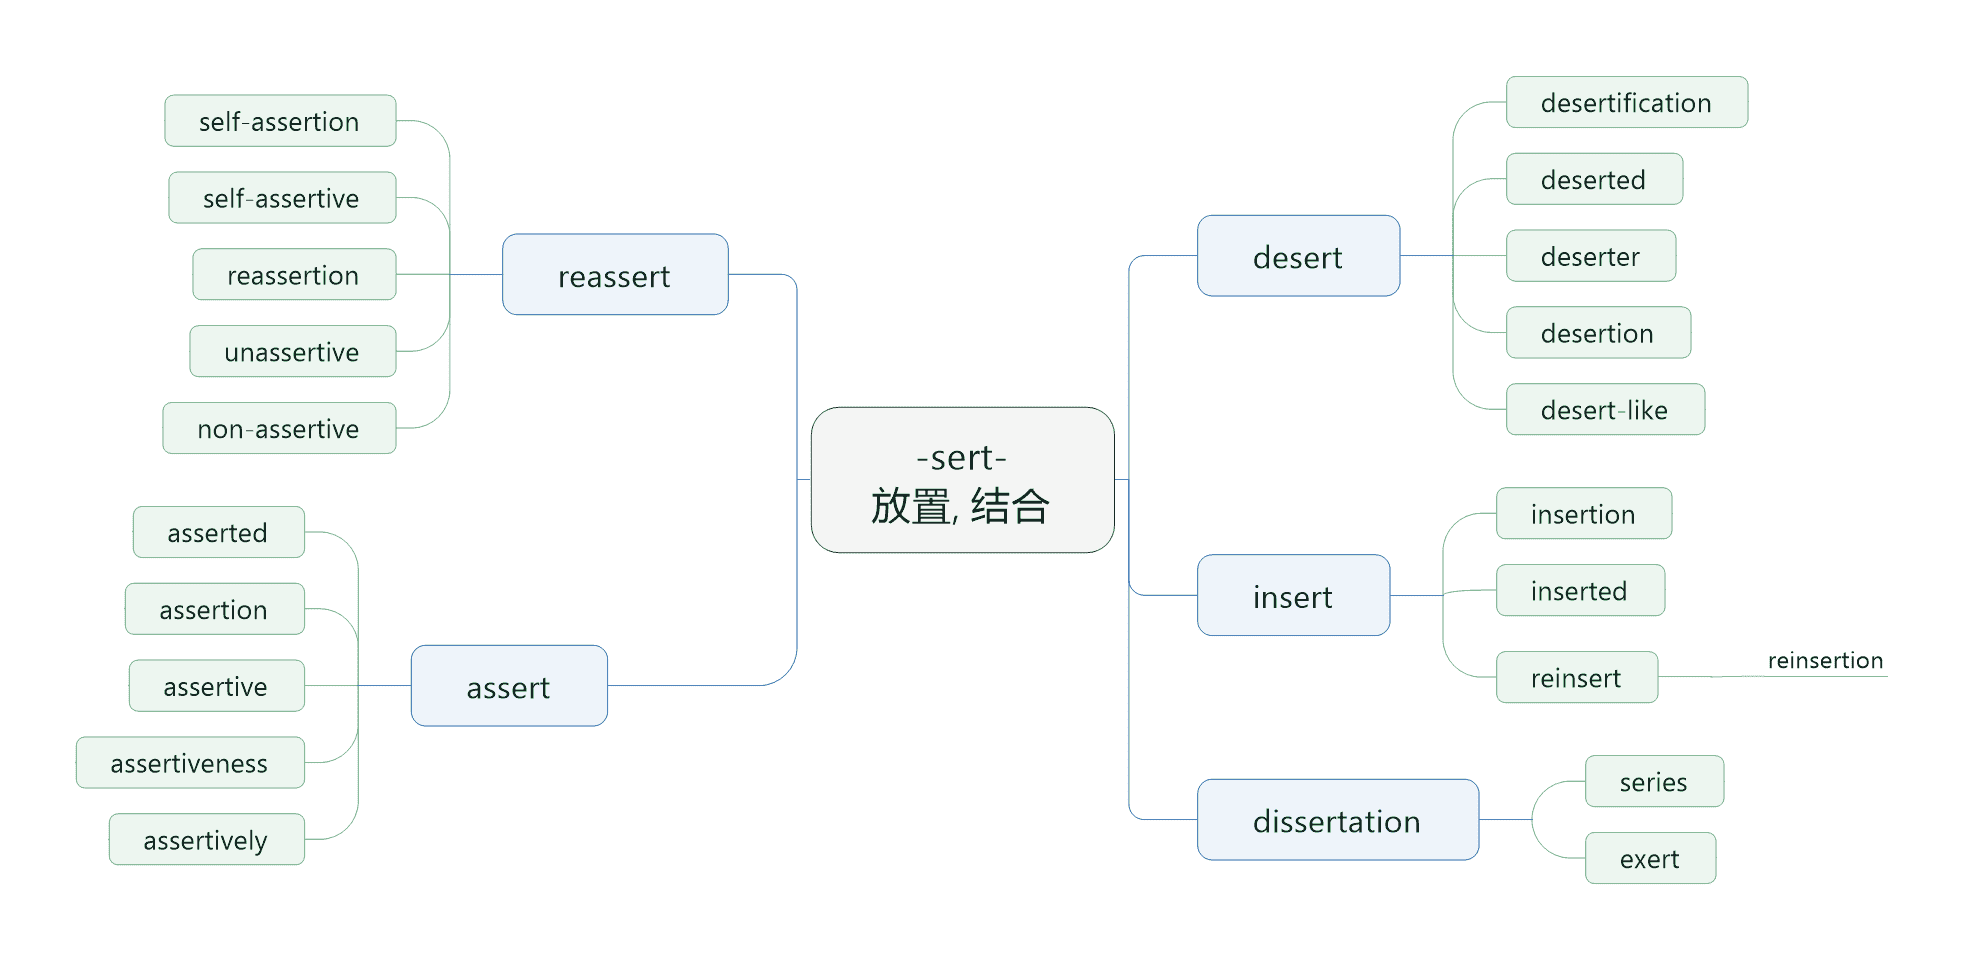 -sert-
放置, 结合
desert
desertification
deserted
deserter
desertion
desert-like
insert
insertion
inserted
reinsert
reinsertion
dissertation
series
exert
reassert
self-assertion
self-assertive
reassertion
unassertive
non-assertive
assert
asserted
assertion
assertive
assertiveness
assertively